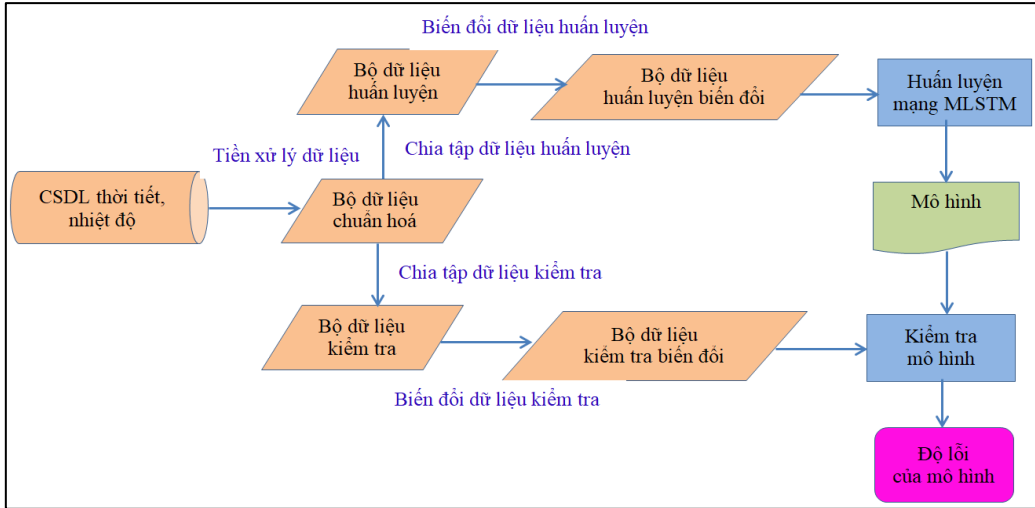 Biến đổi dữ liệu huấn luyện
Bộ dữ liệu
huấn luyện
Bộ dữ liệu
huấn luyện biến đổi
Huấn luyện
mạng MLSTM
Tiền xử lý dữ liệu
Chia tập dữ liệu huấn luyện
CSDL thời tiết,
nhiệt độ
Bộ dữ liệu
chuẩn hoá
Mô hình
Chia tập dữ liệu kiểm tra
Bộ dữ liệu
kiểm tra
Bộ dữ liệu
kiểm tra biến đổi
Kiểm tra
mô hình
Biến đổi dữ liệu kiểm tra
Độ lỗi
của mô hình